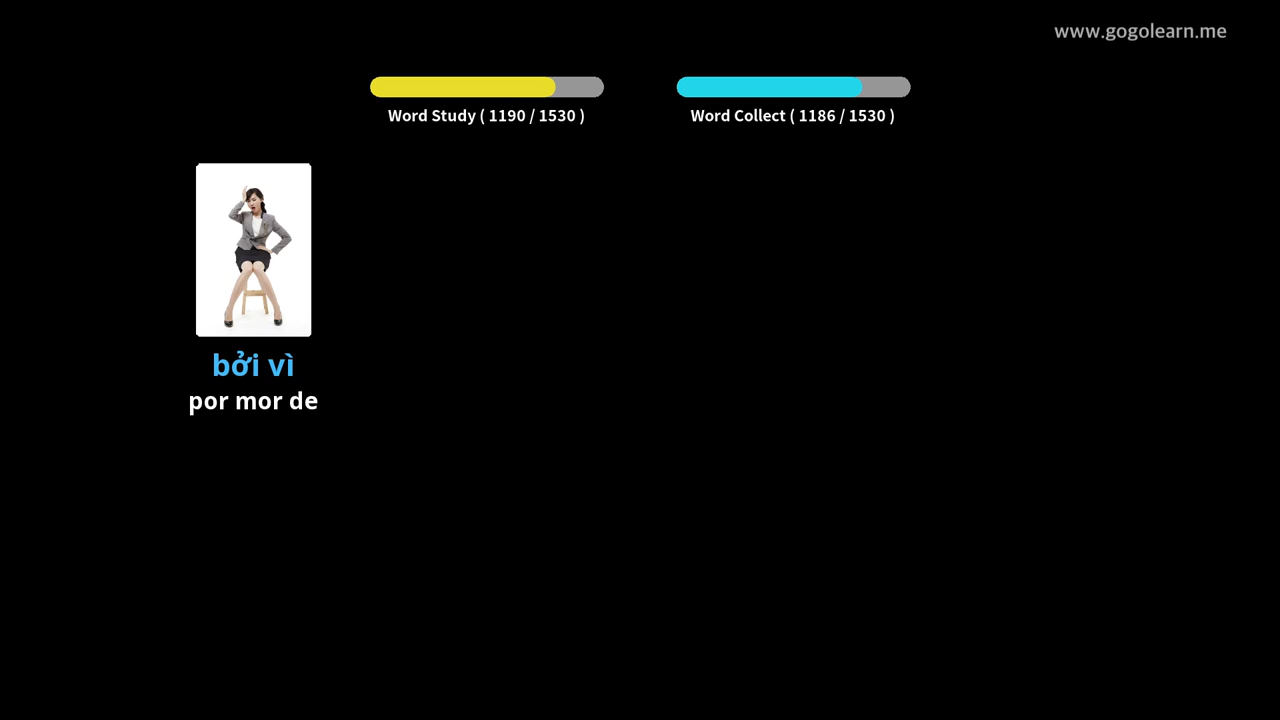 www.gogolearn.me
Word Study ( 1190 / 1530 )
Word Collect ( 1186 / 1530 )
bởi vì
por mor de